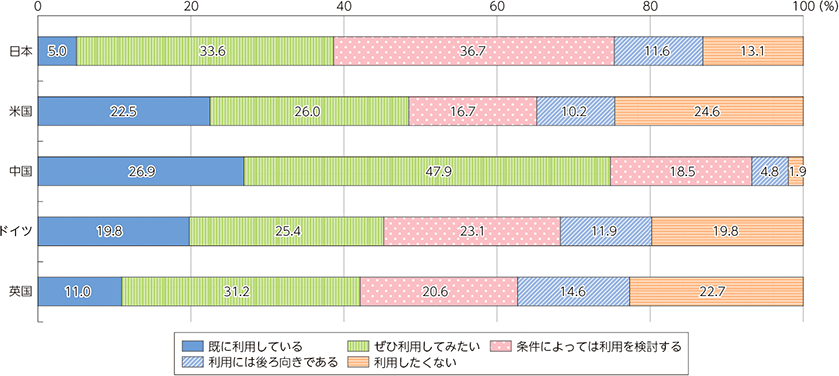 0 20 40 60 80 100 (%)
日本 5.0 33.6 36.7 11.6 13.1
米国 22.5 26.0 16.7 10.2 24.6
中国 26.9 47.9 18.5 4.8 1.9
ドイツ 19.8 25.4 23.1 11.9 19.8
英国 11.0 31.2 20.6 14.6 22.7
既に利用している ぜひ利用してみたい 条件によっては利用を検討する
利用には後ろ向きである 利用したくない